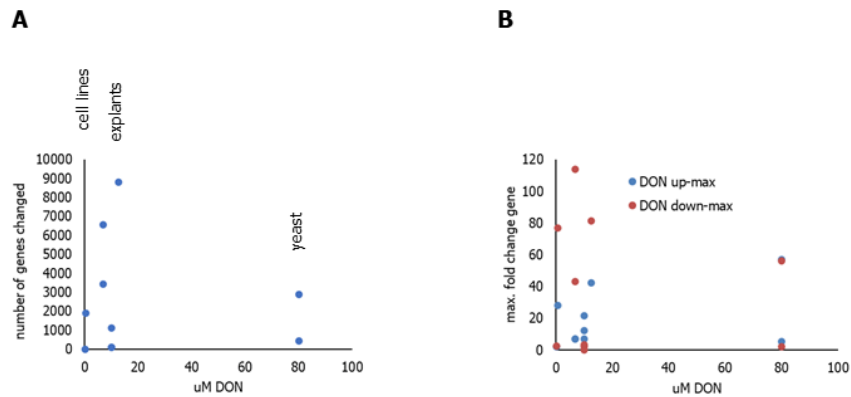 A
B
cell lines
explants
yeast
number of genes changed
10000
9000
8000
7000
6000
5000
4000
3000
2000
1000
0
0
20
40
60
80
100
uM DON
max. fold change gene
120
100
80
60
40
20
0
DON up-max
DON down-max
0
20
40
60
80
100
uM DON